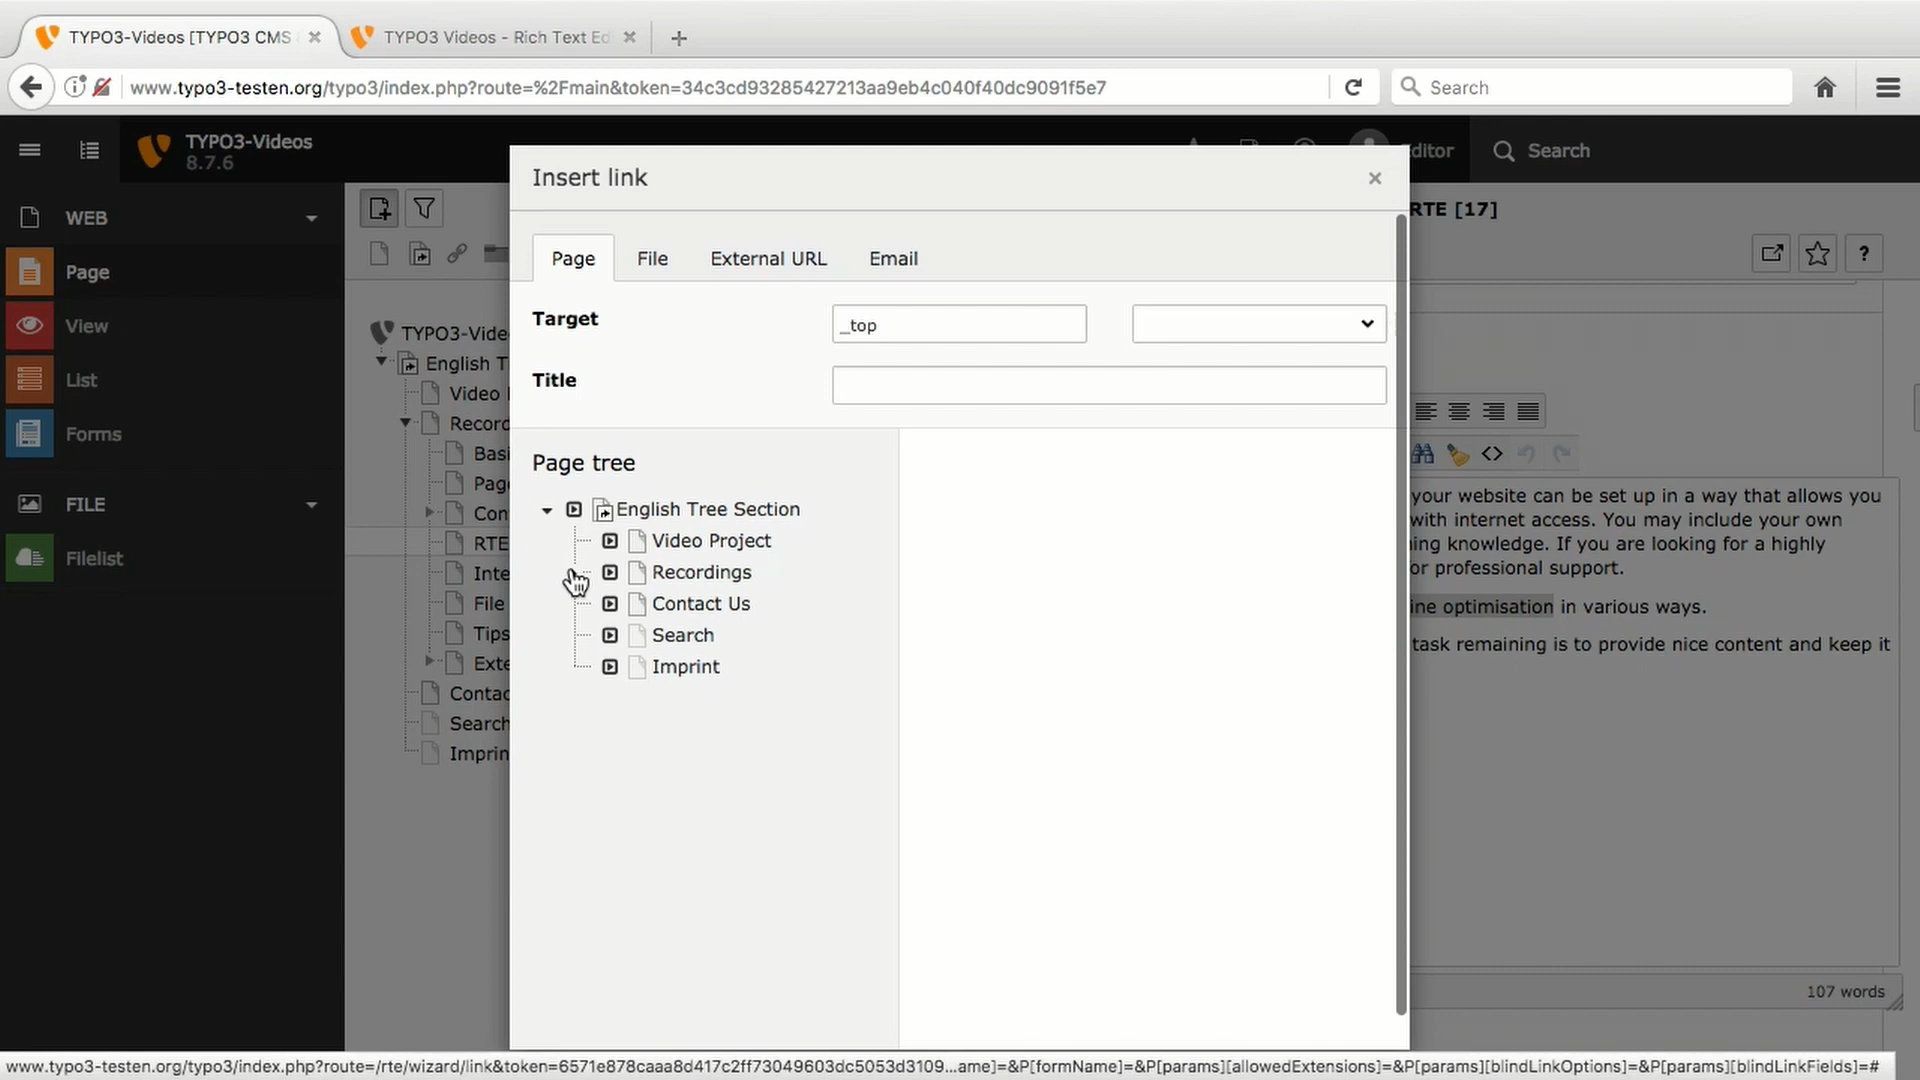 TYPO3-Videos [TYPO3 CMS
TYPO3 Videos - Rich Text Ed
www.typo3-testen.org/typo3/index.php?route=%2Fmain&token=34c3cd93285427213aa9eb4c040f40dc9091f5e7
Search
TYPO3-Videos
8.7.6
ditor
Search
WEB
Page
View
List
Forms
FILE
Filelist
TYPO3-Vide
English T
Video
Record
Basi
Page
Con
RTE
Inte
File
Tips
Exte
Contac
Search
Imprin
Insert link
Page
File
External URL
Email
Target
_top
Title
Page tree
English Tree Section
Video Project
Recordings
Contact Us
Search
Imprint
RTE [17]
?
your website can be set up in a way that allows you
with internet access. You may include your own
ing knowledge. If you are looking for a highly
or professional support.
ine optimisation in various ways.
task remaining is to provide nice content and keep it
107 words
www.typo3-testen.org/typo3/index.php?route=/rte/wizard/link&token=6571e878caaa8d417c2ff73049603dc5053d3109...ame]=&P[formName]=&P[params][allowedExtensions]=&P[params][blindLinkOptions]=&P[params][blindLinkFields]=#